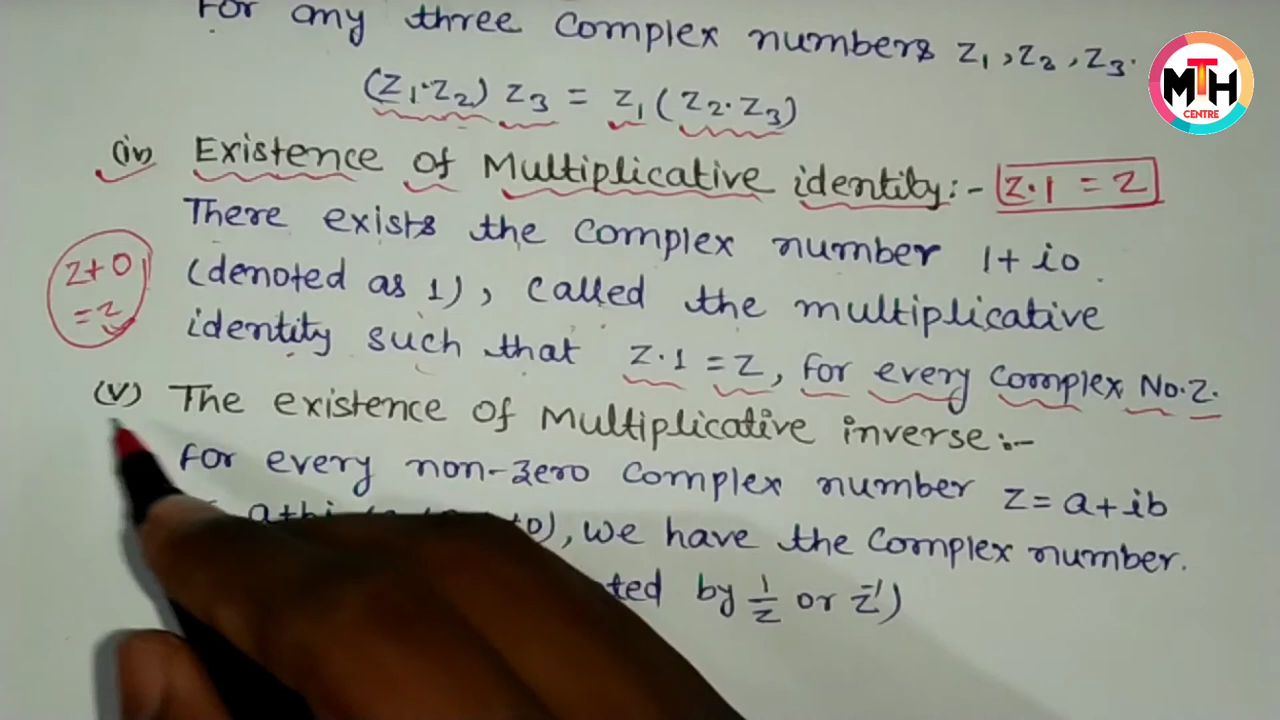 For any three complex numbers z₁, z₂, z₃.
(z₁·z₂) z₃ = z₁ (z₂·z₃)
(iv) Existence of Multiplicative identity:- z·1 = z
There exists the complex number 1+i0
(denoted as 1), called the multiplicative
identity such that z·1 = z, for every complex No. z.
z+0
=z
(v) The existence of Multiplicative inverse:-
For every non-zero complex number z = a+ib
a+bi 0), we have the complex number.
by 1/z or z⁻¹)
MTH
CENTRE